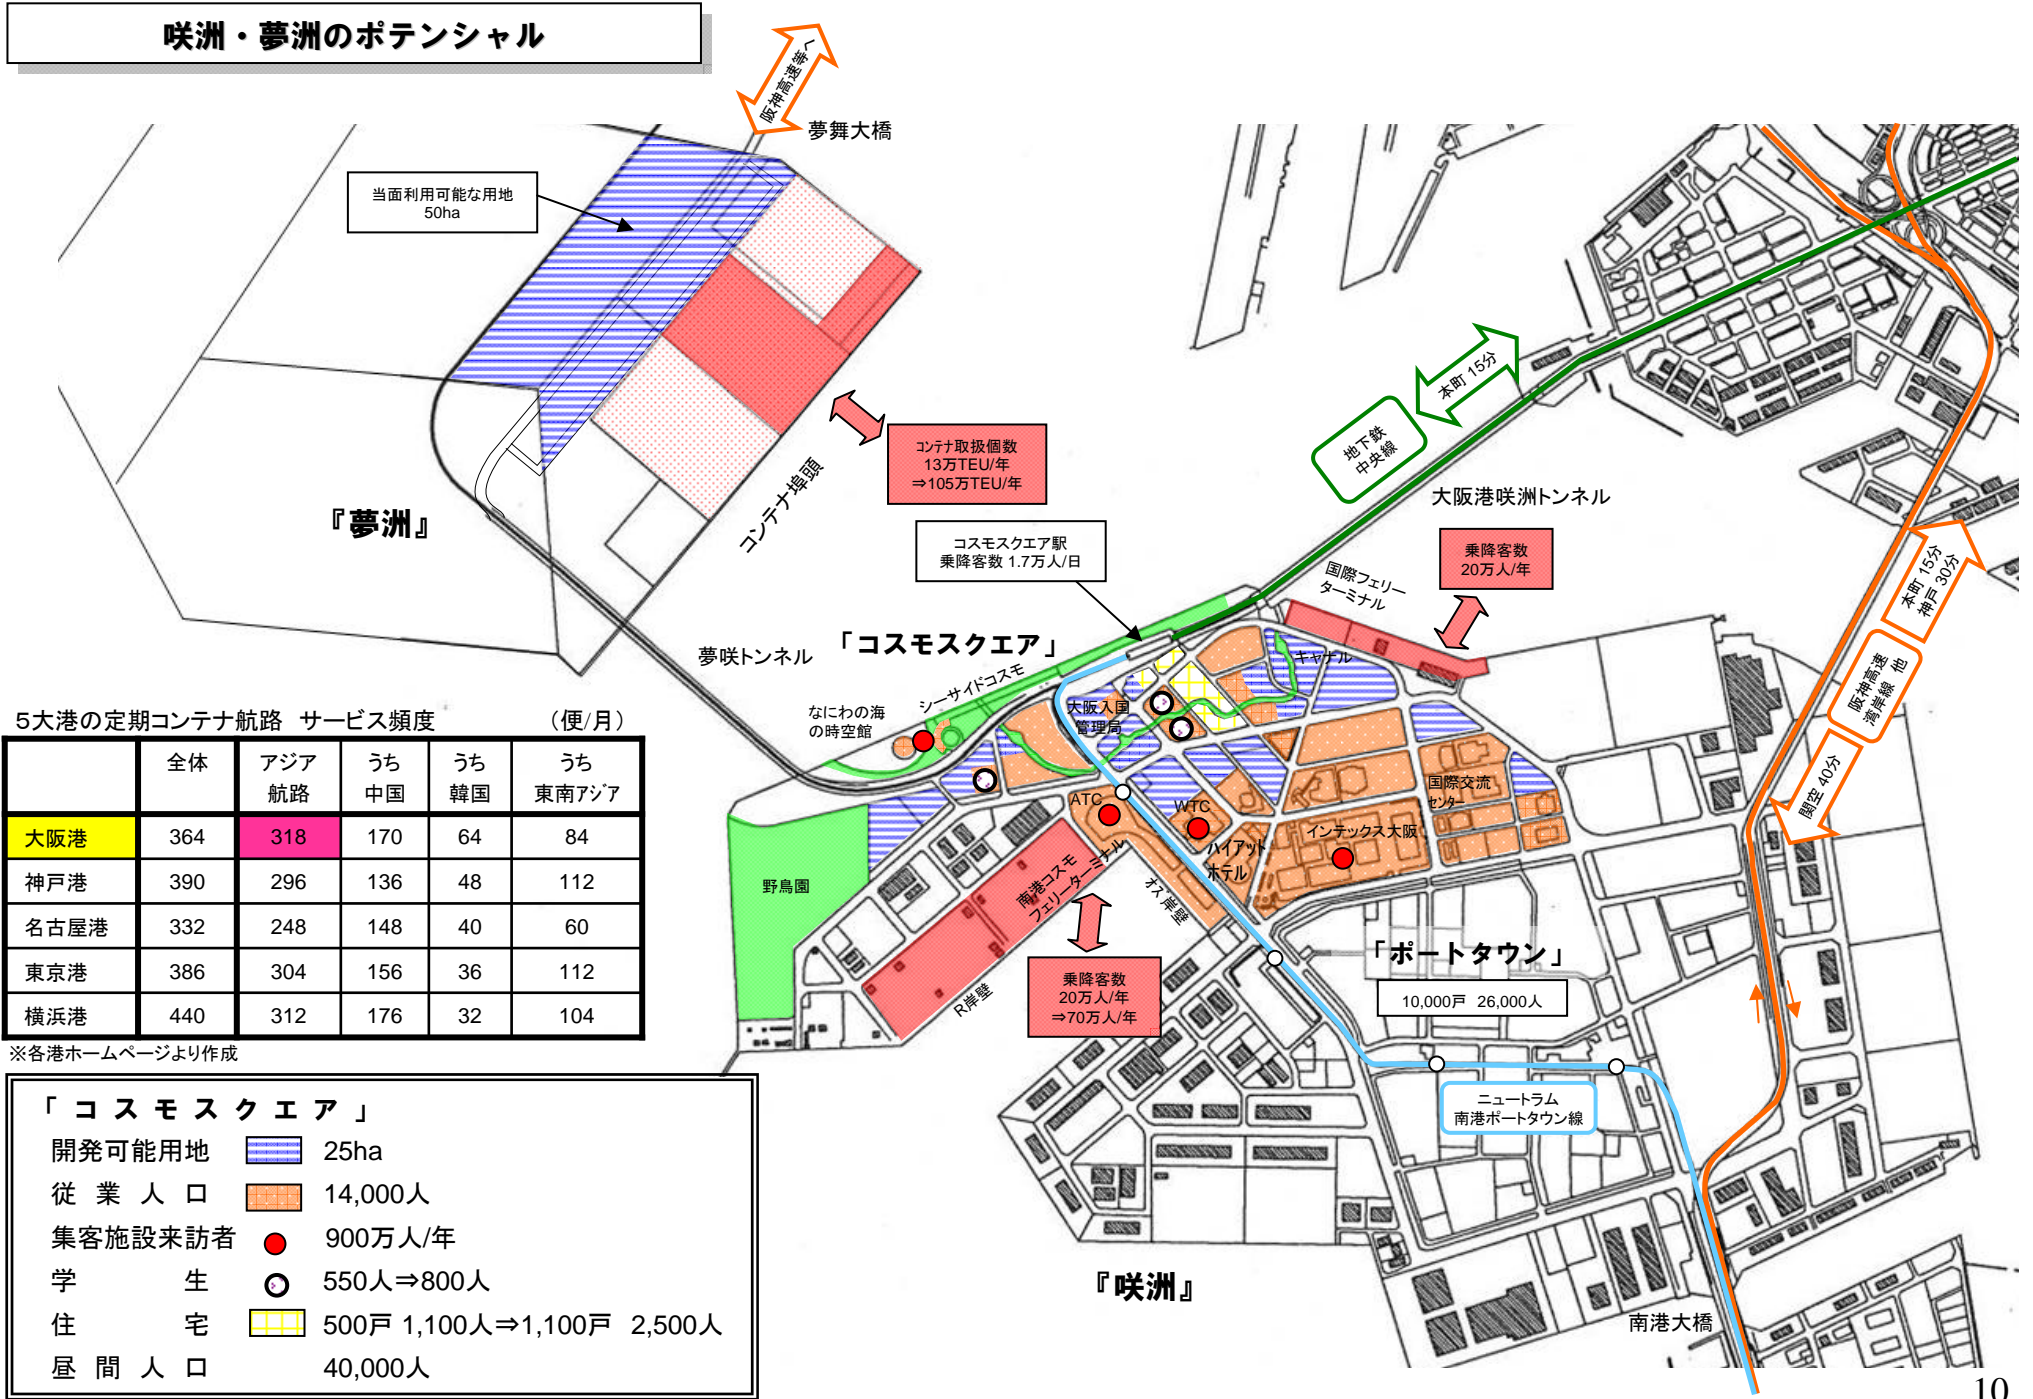 咲洲・夢洲のポテンシャル
阪神高速等へ
夢舞大橋
当面利用可能な用地
50ha
本町 15分
地下鉄
中央線
コンテナ取扱個数
13万TEU/年
⇒105万TEU/年
コンテナ埠頭
『夢洲』
大阪港咲洲トンネル
コスモスクエア駅
乗降客数 1.7万人/日
乗降客数
20万人/年
国際フェリー
ターミナル
本町 15分
神戸 30分
阪神高速
湾岸線 他
関空 40分
夢咲トンネル
「コスモスクエア」
キャナル
シーサイドコスモ
なにわの海
の時空館
大阪入国
管理局
国際交流
センター
ATC
WTC
インテックス大阪
ハイアット
ホテル
野鳥園
南港コスモ
フェリーターミナル
オズ岸壁
R岸壁
乗降客数
20万人/年
⇒70万人/年
「ポートタウン」
10,000戸 26,000人
ニュートラム
南港ポートタウン線
『咲洲』
南港大橋
5大港の定期コンテナ航路 サービス頻度 (便/月)
全体 アジア航路 うち中国 うち韓国 うち東南アジア
大阪港 364 318 170 64 84
神戸港 390 296 136 48 112
名古屋港 332 248 148 40 60
東京港 386 304 156 36 112
横浜港 440 312 176 32 104
※各港ホームページより作成
「コスモスクエア」
開発可能用地 25ha
従業人口 14,000人
集客施設来訪者 900万人/年
学生 550人⇒800人
住宅 500戸 1,100人⇒1,100戸 2,500人
昼間人口 40,000人
10